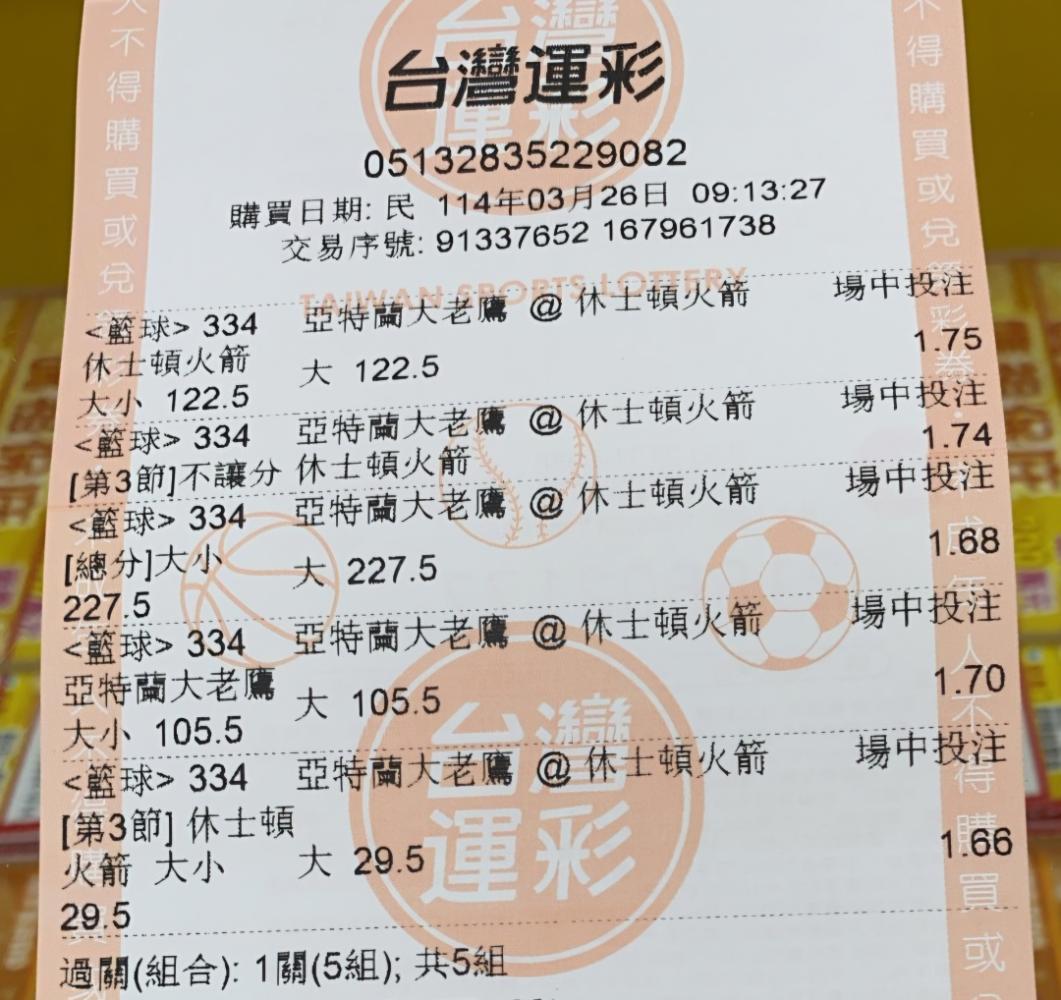 台灣運彩
05132835229082
購買日期: 民 114年03月26日 09:13:27
交易序號: 91337652 167961738
TAIWAN SPORTS LOTTERY
<籃球> 334 亞特蘭大老鷹 @ 休士頓火箭 場中投注
休士頓火箭 大 122.5 1.75
大小 122.5
<籃球> 334 亞特蘭大老鷹 @ 休士頓火箭 場中投注
[第3節]不讓分 休士頓火箭 1.74
<籃球> 334 亞特蘭大老鷹 @ 休士頓火箭 場中投注
[總分]大小 大 227.5 1.68
227.5
<籃球> 334 亞特蘭大老鷹 @ 休士頓火箭 場中投注
亞特蘭大老鷹 大 105.5 1.70
大小 105.5
<籃球> 334 亞特蘭大老鷹 @ 休士頓火箭 場中投注
[第3節] 休士頓
火箭 大小 大 29.5 1.66
29.5
過關(組合): 1關(5組); 共5組
台灣
運彩
人不得購買或兌
不得購買或兌領彩券